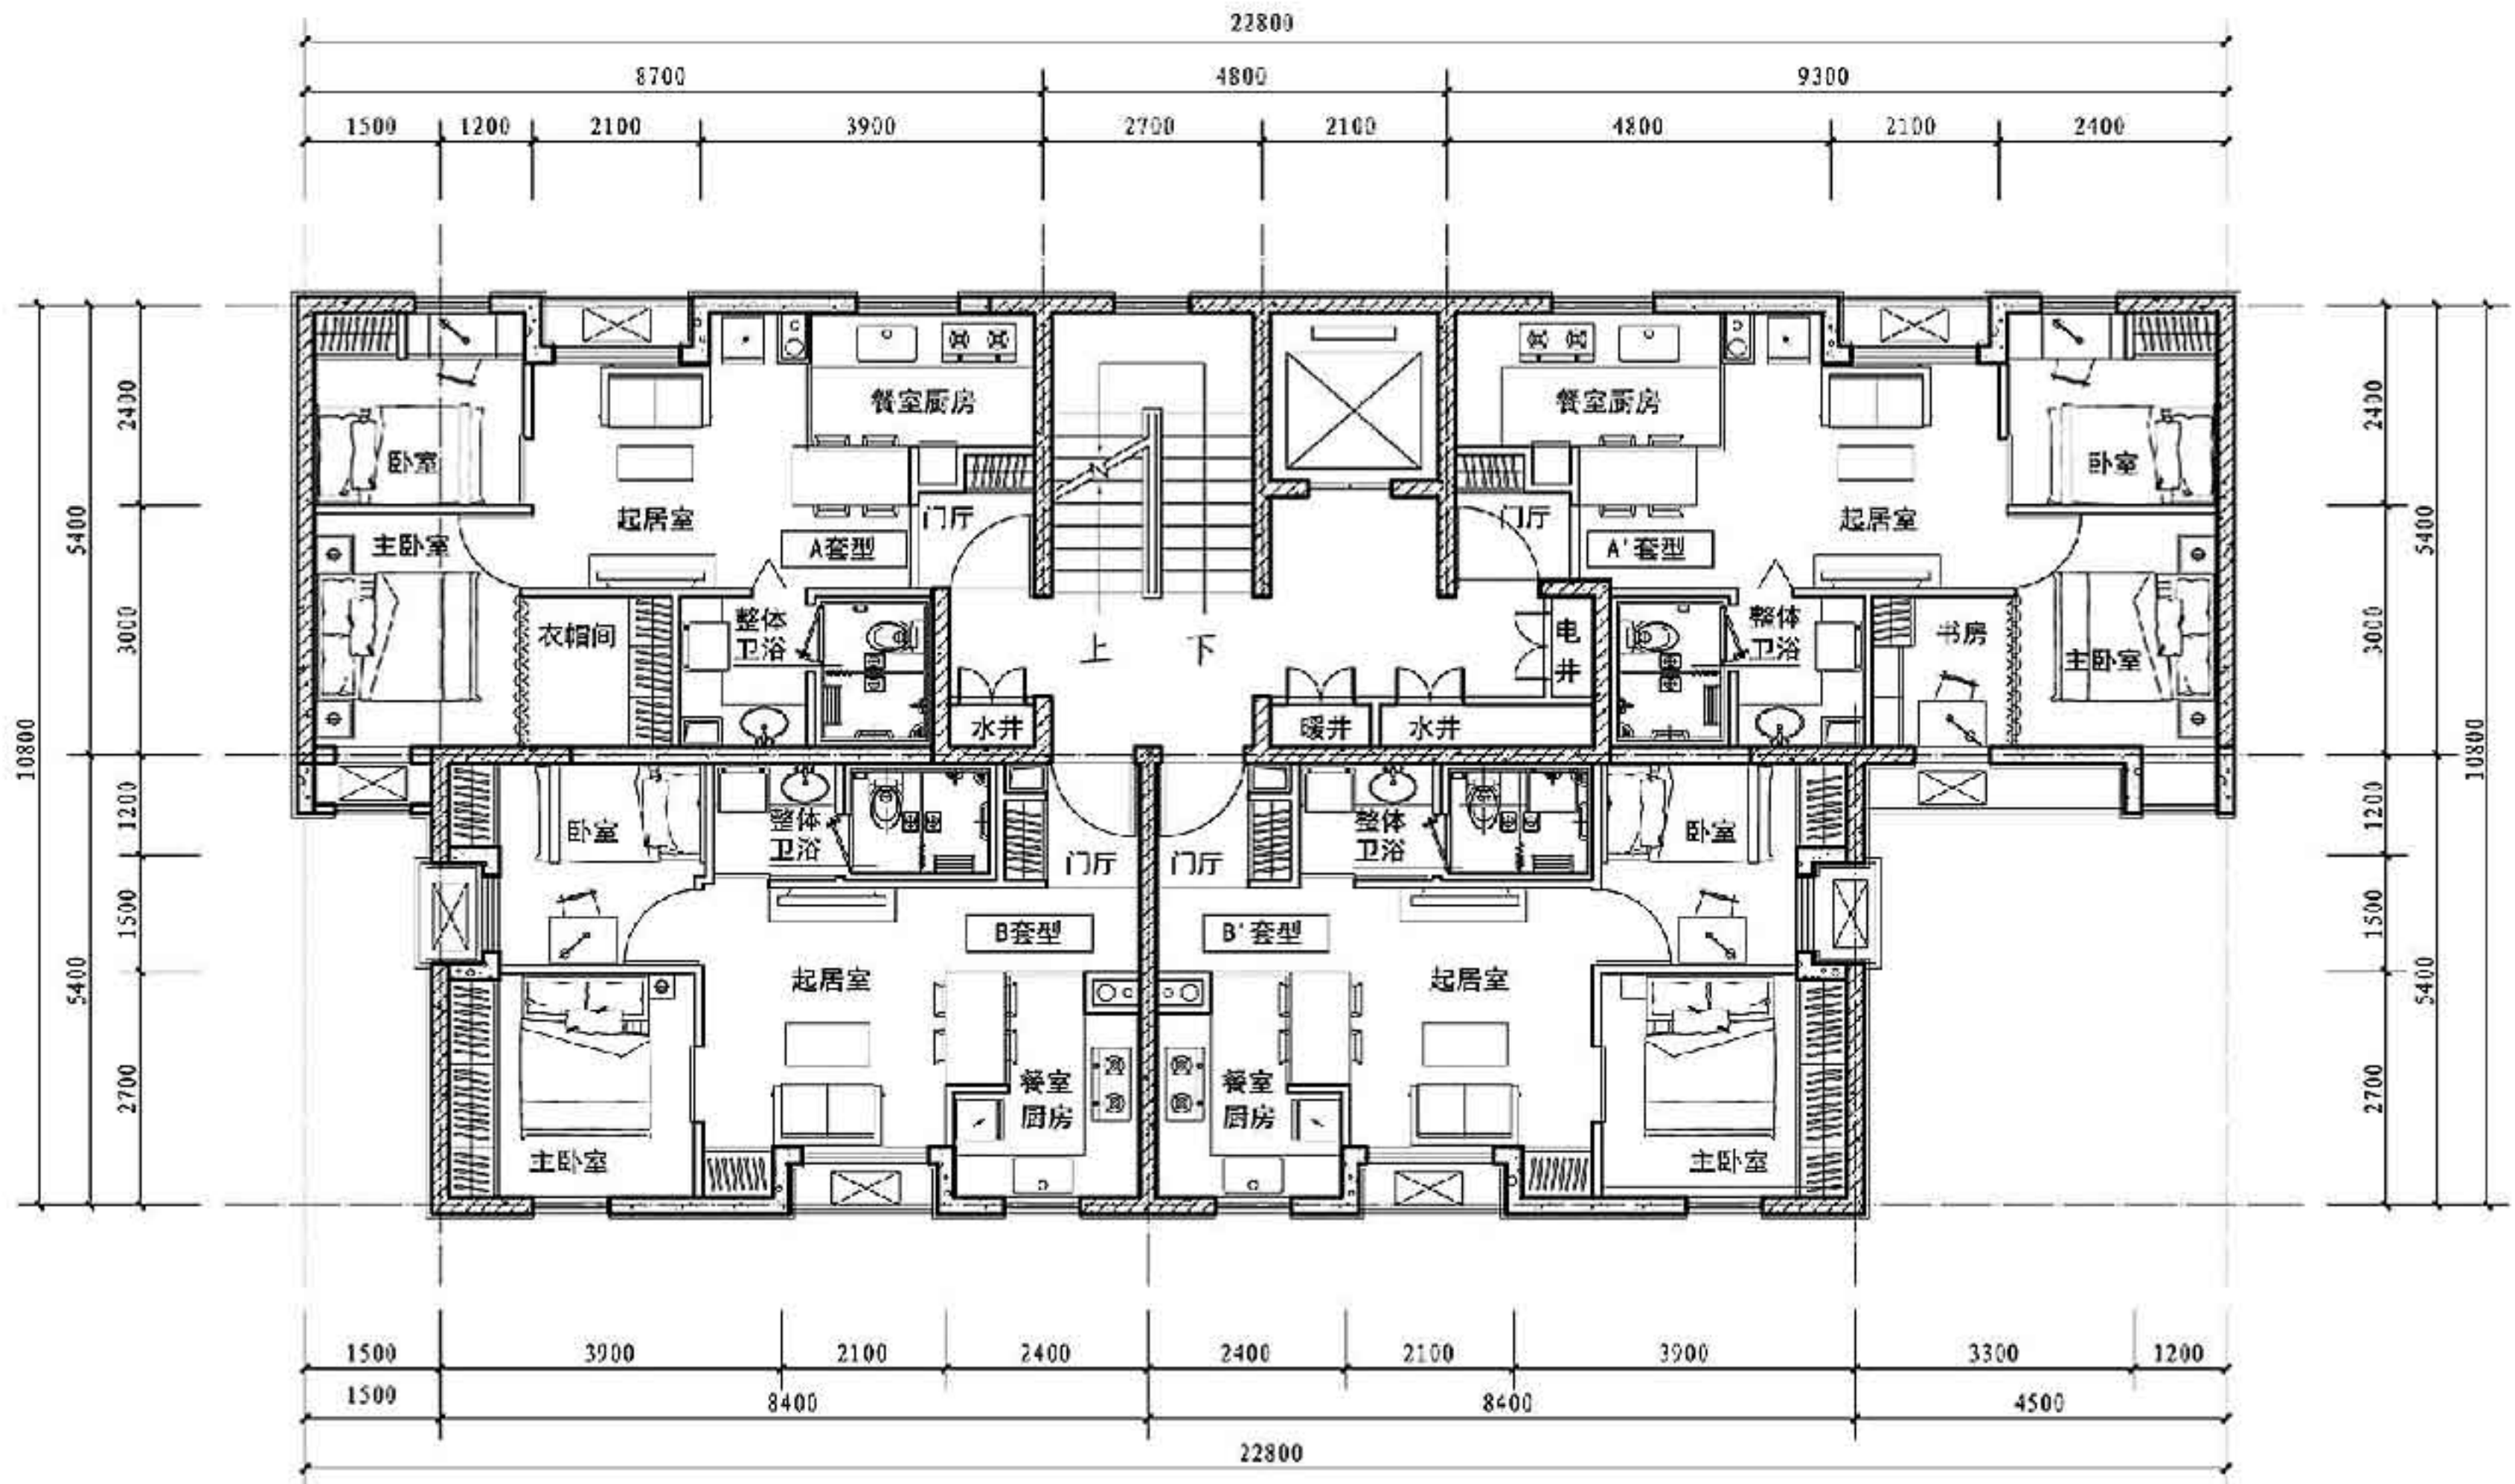 22800
8700 4800 9300
1500 1200 2100 3900 2700 2100 4800 2100 2400
餐室厨房 餐室厨房
2400 2400
卧室 卧室
起居室 门厅 门厅 起居室
5400 5400
主卧室 A套型 A'套型
3000 3000
衣帽间 整体 电 整体 书房
卫浴 上 下 井 卫浴 主卧室
水井 暖井 水井
10800 10800
1200 1200
卧室 整体 整体 卧室
卫浴 门厅 门厅 卫浴
1500 1500
B套型 B'套型
5400 5400
起居室 起居室
2700 2700
餐室 餐室
厨房 厨房
主卧室 主卧室
1500 3900 2100 2400 2400 2100 3900 3300 1200
1500 8400 8400 4500
22800